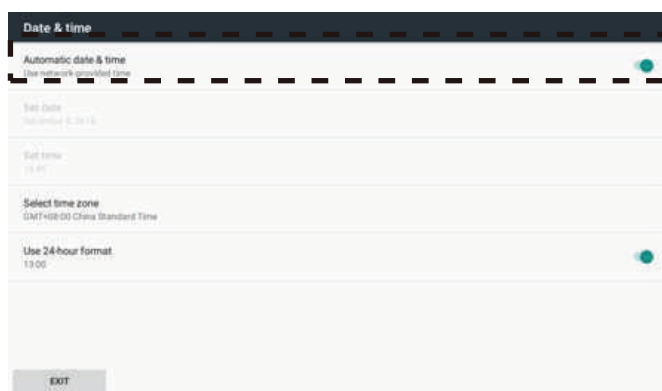 Date & time
Automatic date & time
Use network-provided time
Set date
Set time
Select time zone
GMT+08:00 China Standard Time
Use 24-hour format
13:00
EXIT